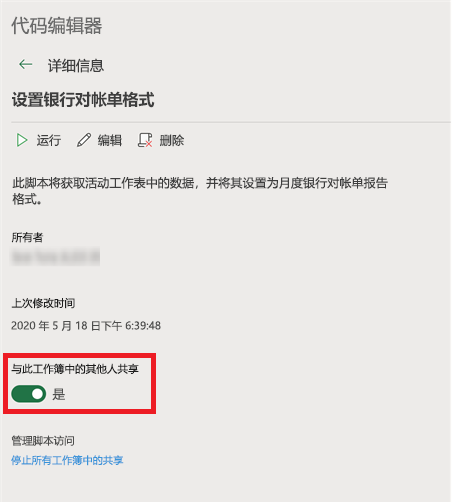 代码编辑器
详细信息
设置银行对帐单格式
运行 编辑 删除
此脚本将获取活动工作表中的数据，并将其设置为月度银行对帐单报告
格式。
所有者
上次修改时间
2020 年 5 月 18 日下午 6:39:48
与此工作簿中的其他人共享
是
管理脚本访问
停止所有工作簿中的共享